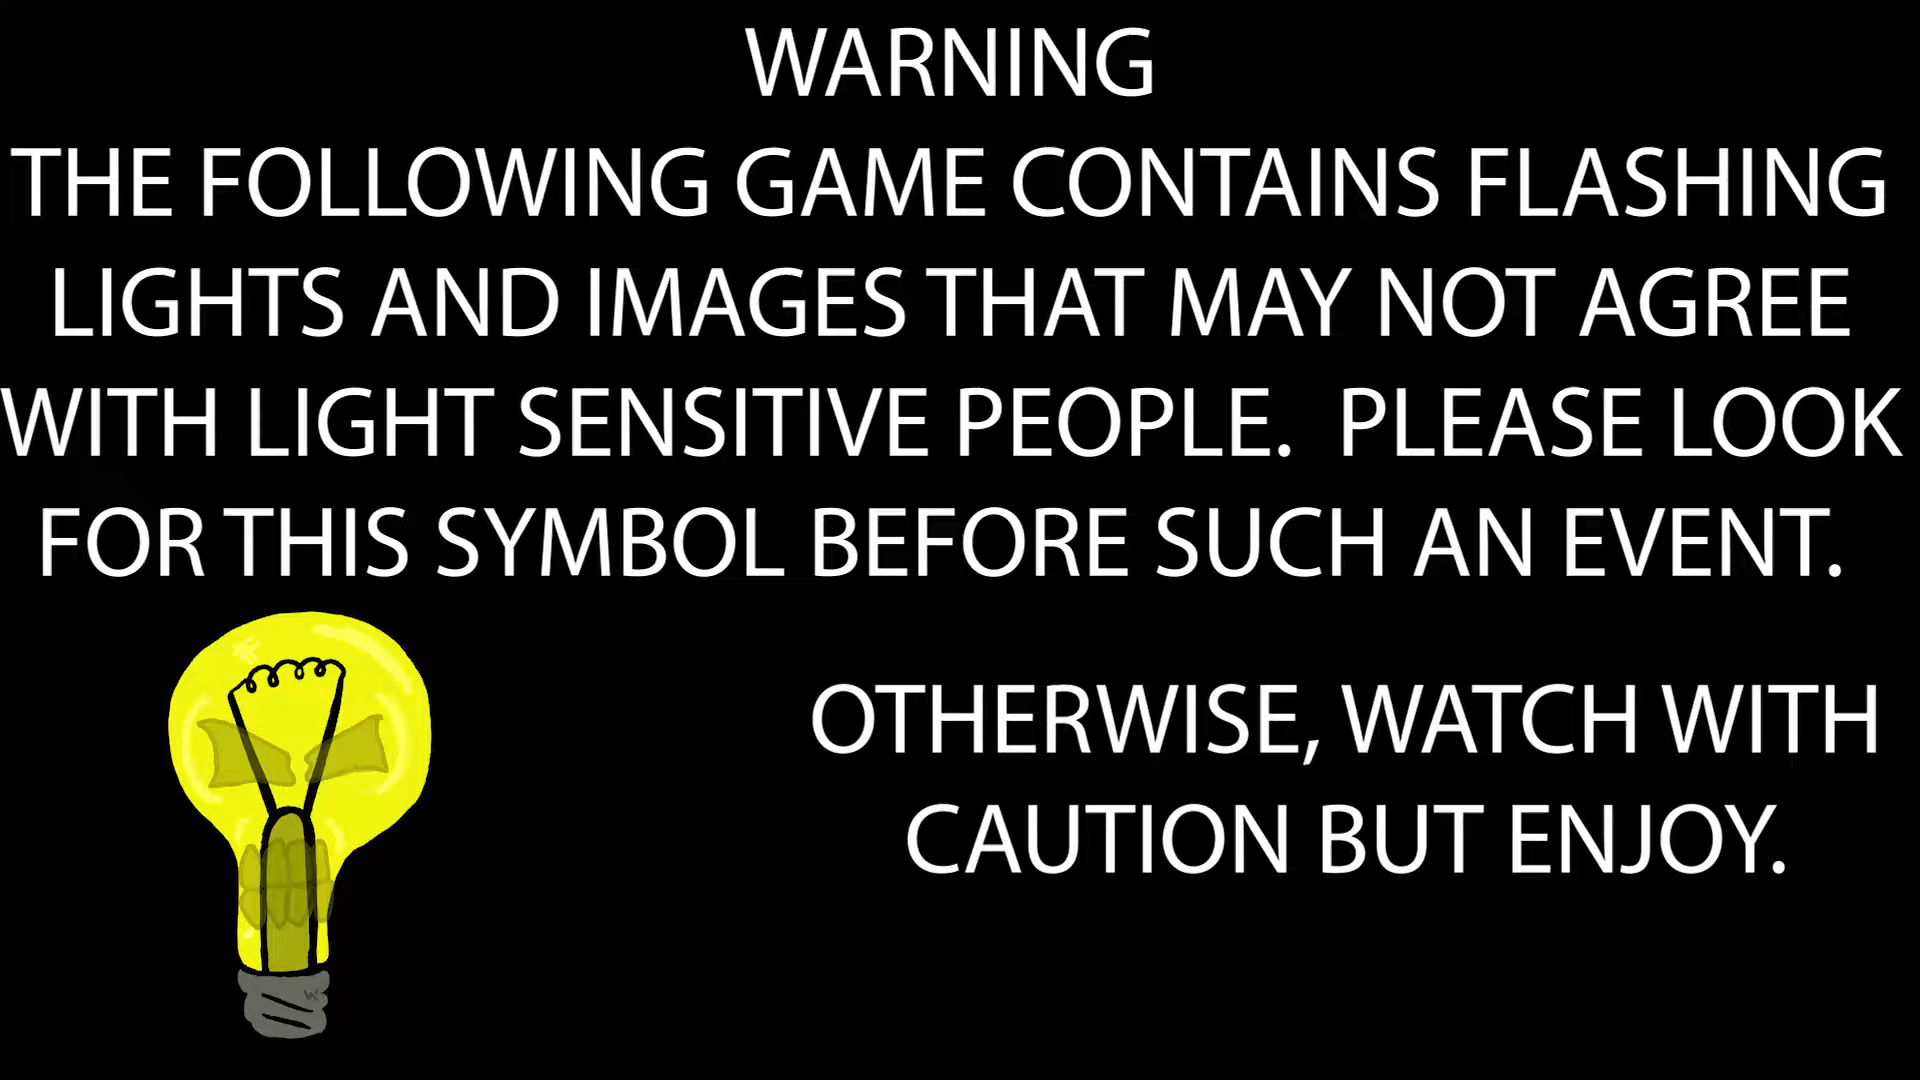 WARNING
THE FOLLOWING GAME CONTAINS FLASHING
LIGHTS AND IMAGES THAT MAY NOT AGREE
WITH LIGHT SENSITIVE PEOPLE.  PLEASE LOOK
FOR THIS SYMBOL BEFORE SUCH AN EVENT.
OTHERWISE, WATCH WITH
CAUTION BUT ENJOY.